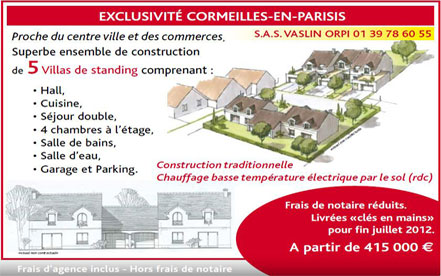 EXCLUSIVITÉ CORMEILLES-EN-PARISIS
Proche du centre ville et des commerces,
S.A.S. VASLIN ORPI 01 39 78 60 55
Superbe ensemble de construction
de 5 Villas de standing comprenant :
• Hall,
• Cuisine,
• Séjour double,
• 4 chambres à l'étage,
• Salle de bains,
• Salle d'eau,
• Garage et Parking.
Construction traditionnelle
Chauffage basse température électrique par le sol (rdc)
Frais de notaire réduits.
Livrées «clés en mains»
pour fin juillet 2012.
A partir de 415 000 €
Frais d'agence inclus - Hors frais de notaire